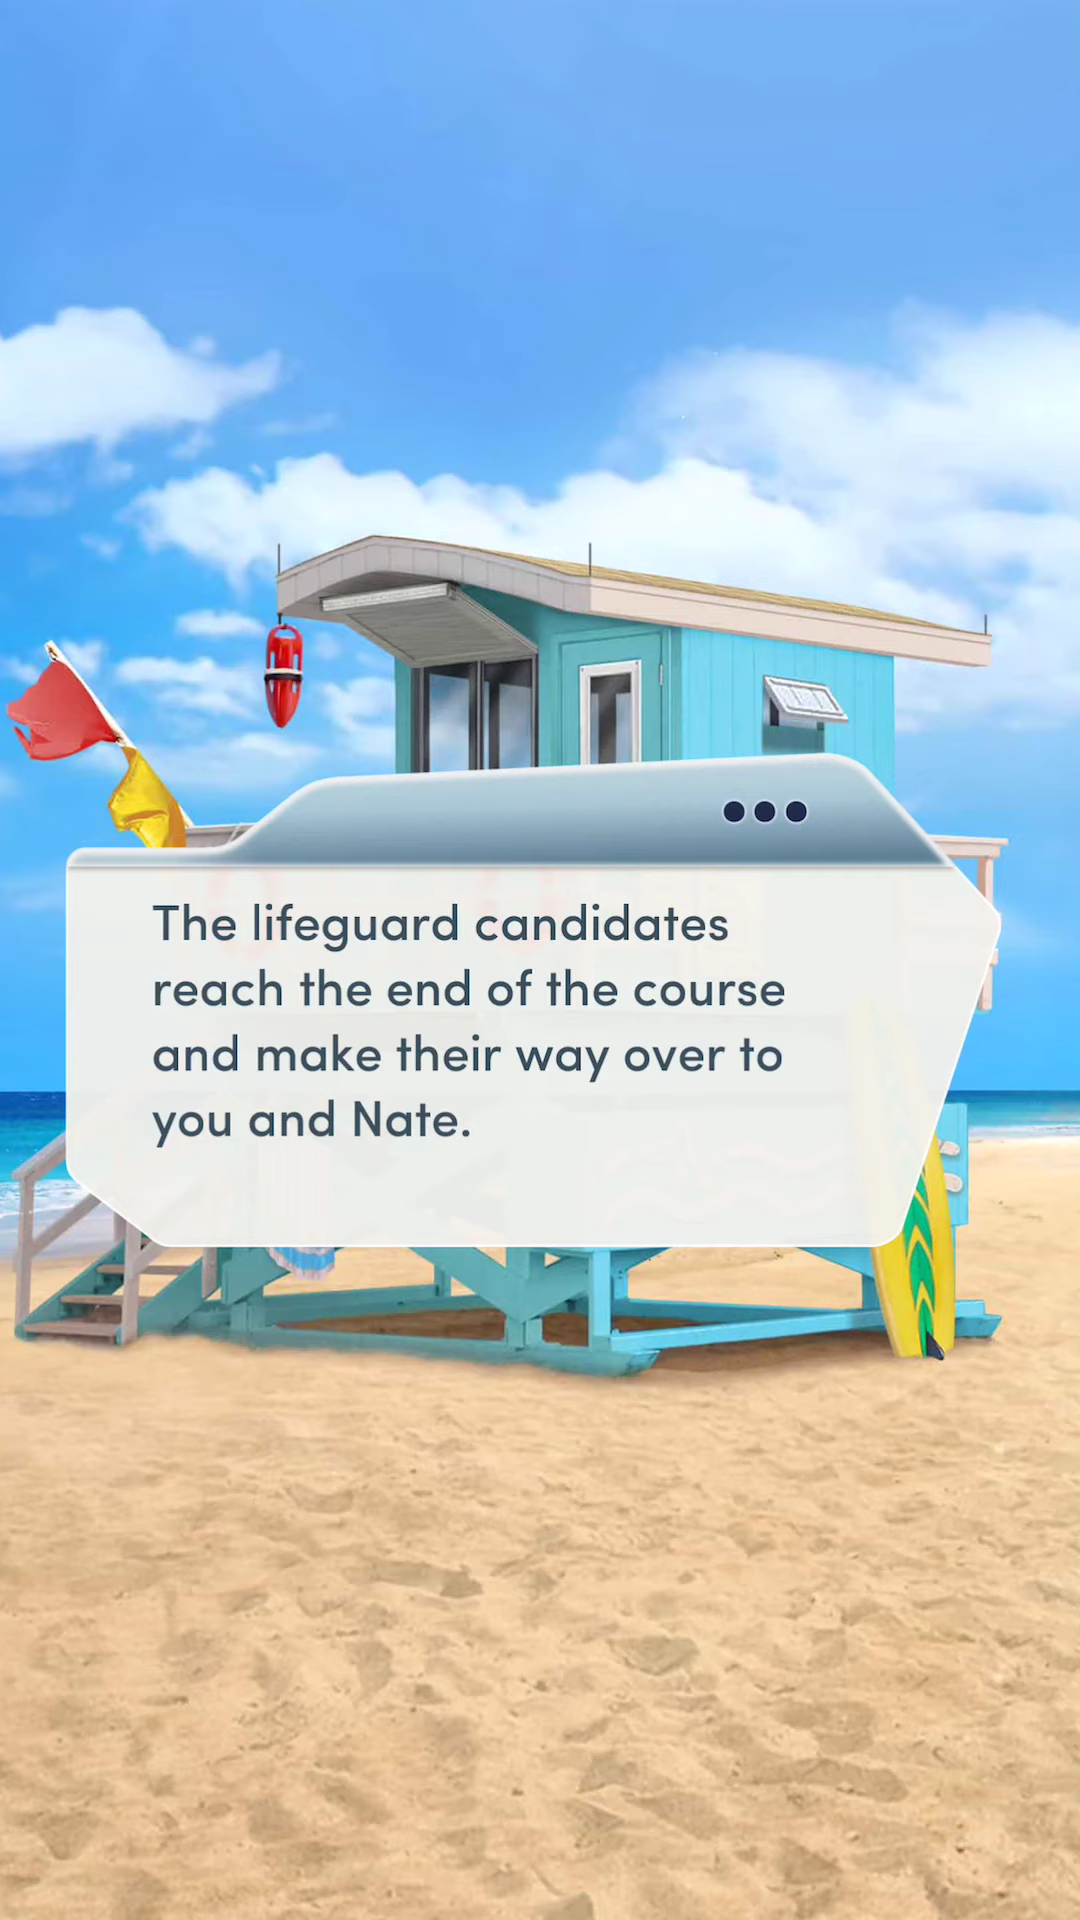 The lifeguard candidates
reach the end of the course
and make their way over to
you and Nate.